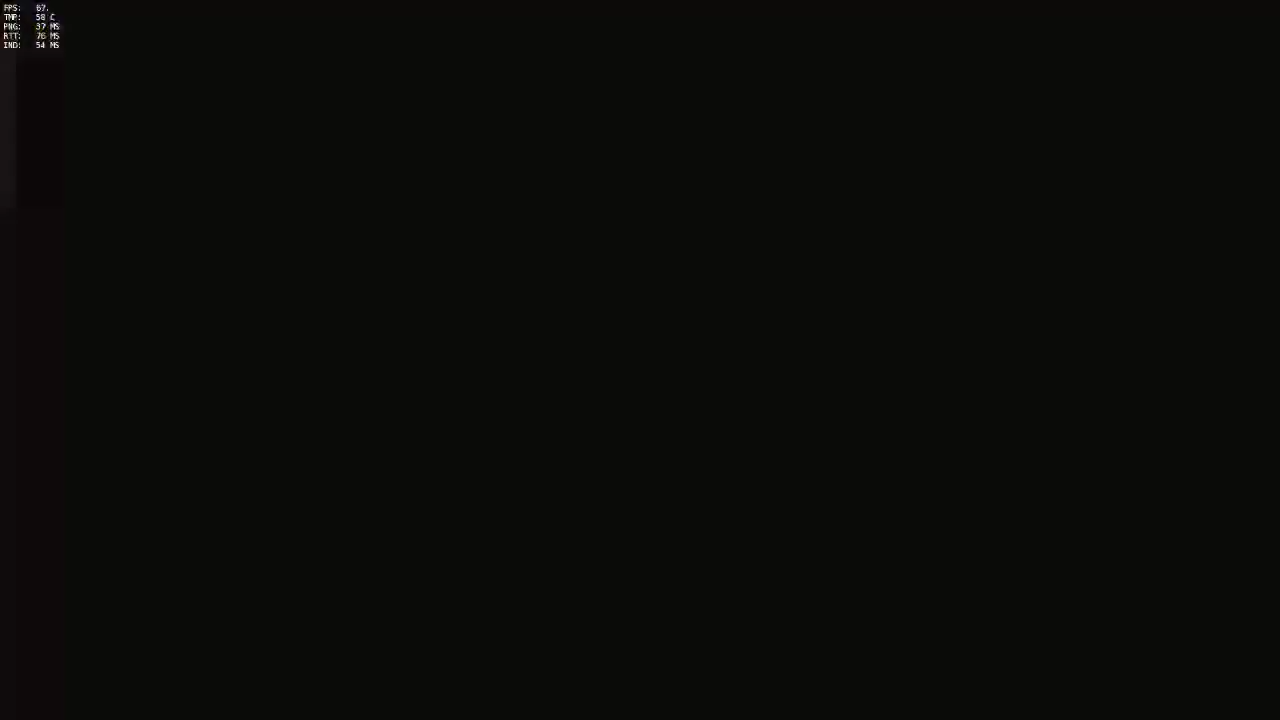 FPS: 67.
TMP: 58 C
PNG: 37 MS
RTT: 76 MS
IND: 54 MS